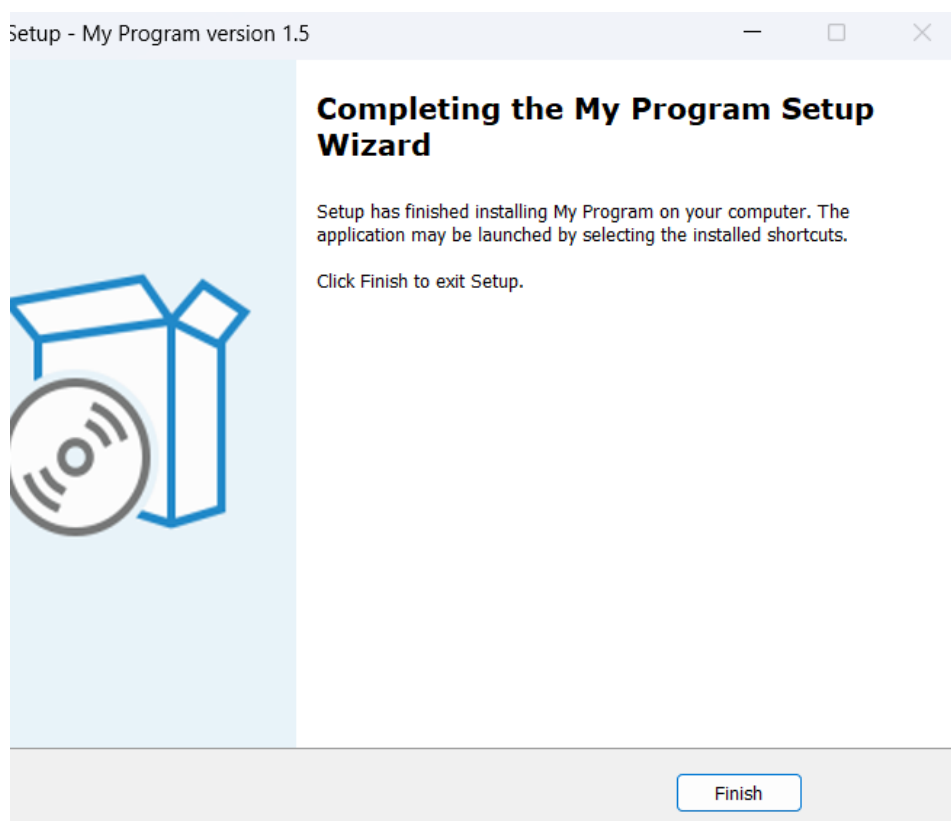 Setup - My Program version 1.5
Completing the My Program Setup
Wizard
Setup has finished installing My Program on your computer. The
application may be launched by selecting the installed shortcuts.
Click Finish to exit Setup.
Finish